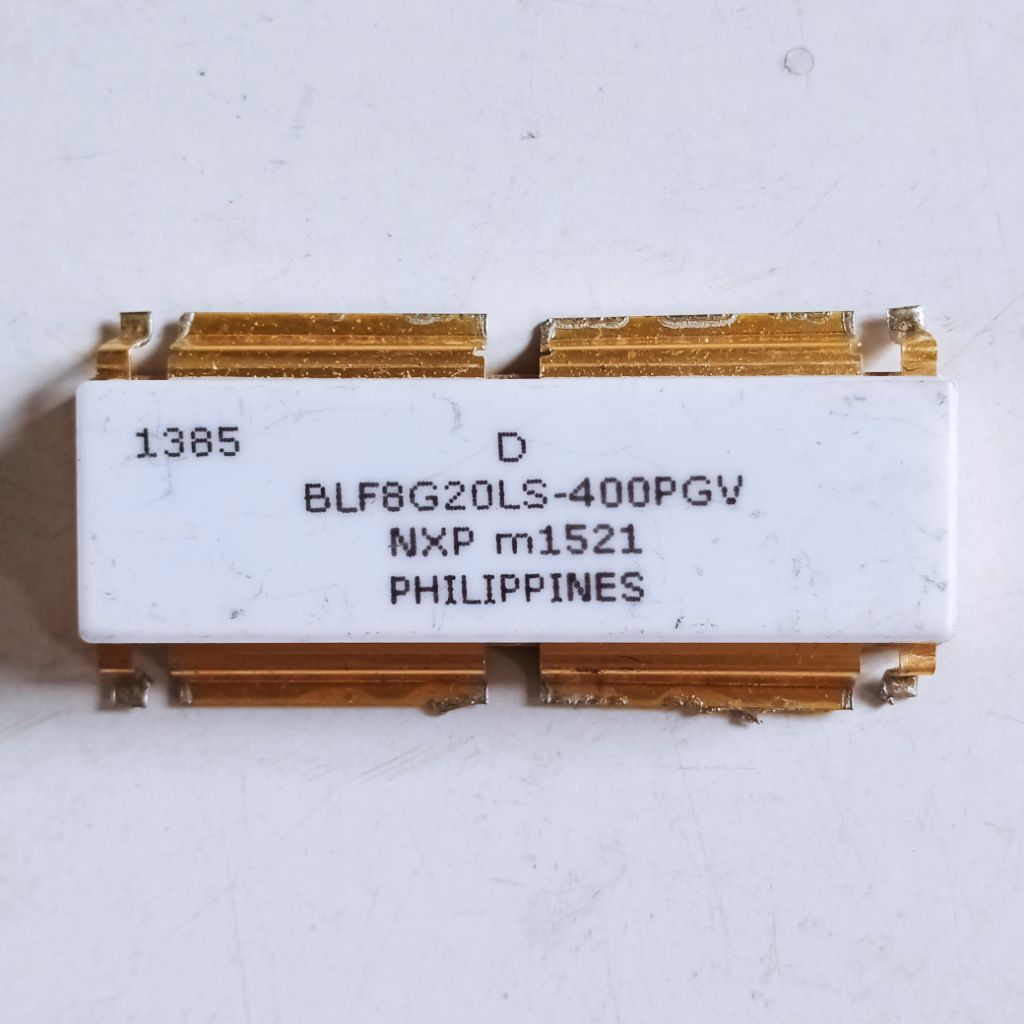 1385
D
BLF8G20LS-400PGV
NXP m1521
PHILIPPINES